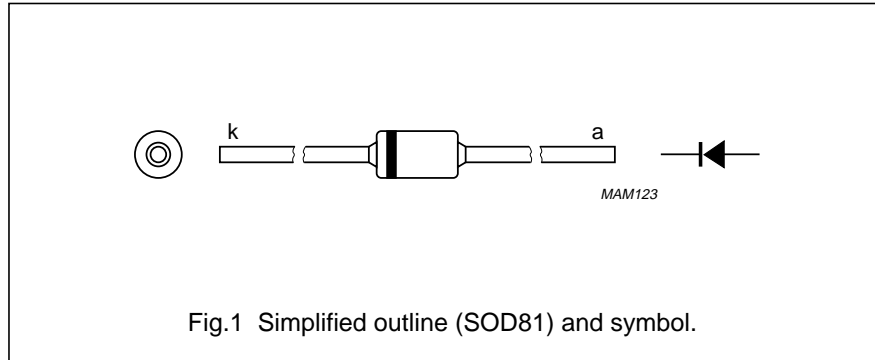 k
a
MAM123
Fig.1 Simplified outline (SOD81) and symbol.